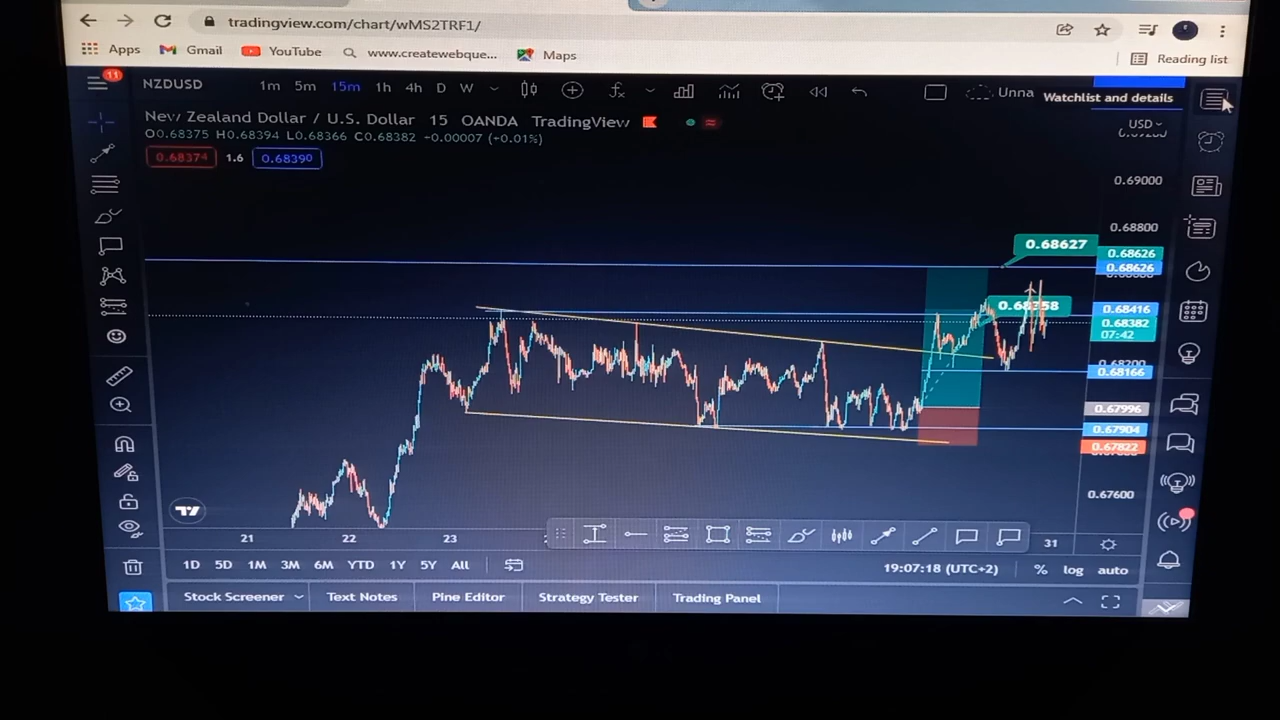 tradingview.com/chart/wMS2TRF1/
Apps Gmail YouTube www.createwebque... Maps
Reading list
11
NZDUSD 1m 5m 15m 1h 4h D W Unna
Watchlist and details
New Zealand Dollar / U.S. Dollar 15 OANDA TradingView
USD
O0.68375 H0.68394 L0.68366 C0.68382 +0.00007 (+0.01%)
0.68374 1.6 0.68390
0.69000
0.68800
0.68627
0.68626
0.68626
0.68416
0.68382
07:42
0.68200
0.68166
0.67996
0.67904
0.67822
0.67600
21 22 23 31
1D 5D 1M 3M 6M YTD 1Y 5Y All 19:07:18 (UTC+2) % log auto
Stock Screener Text Notes Pine Editor Strategy Tester Trading Panel